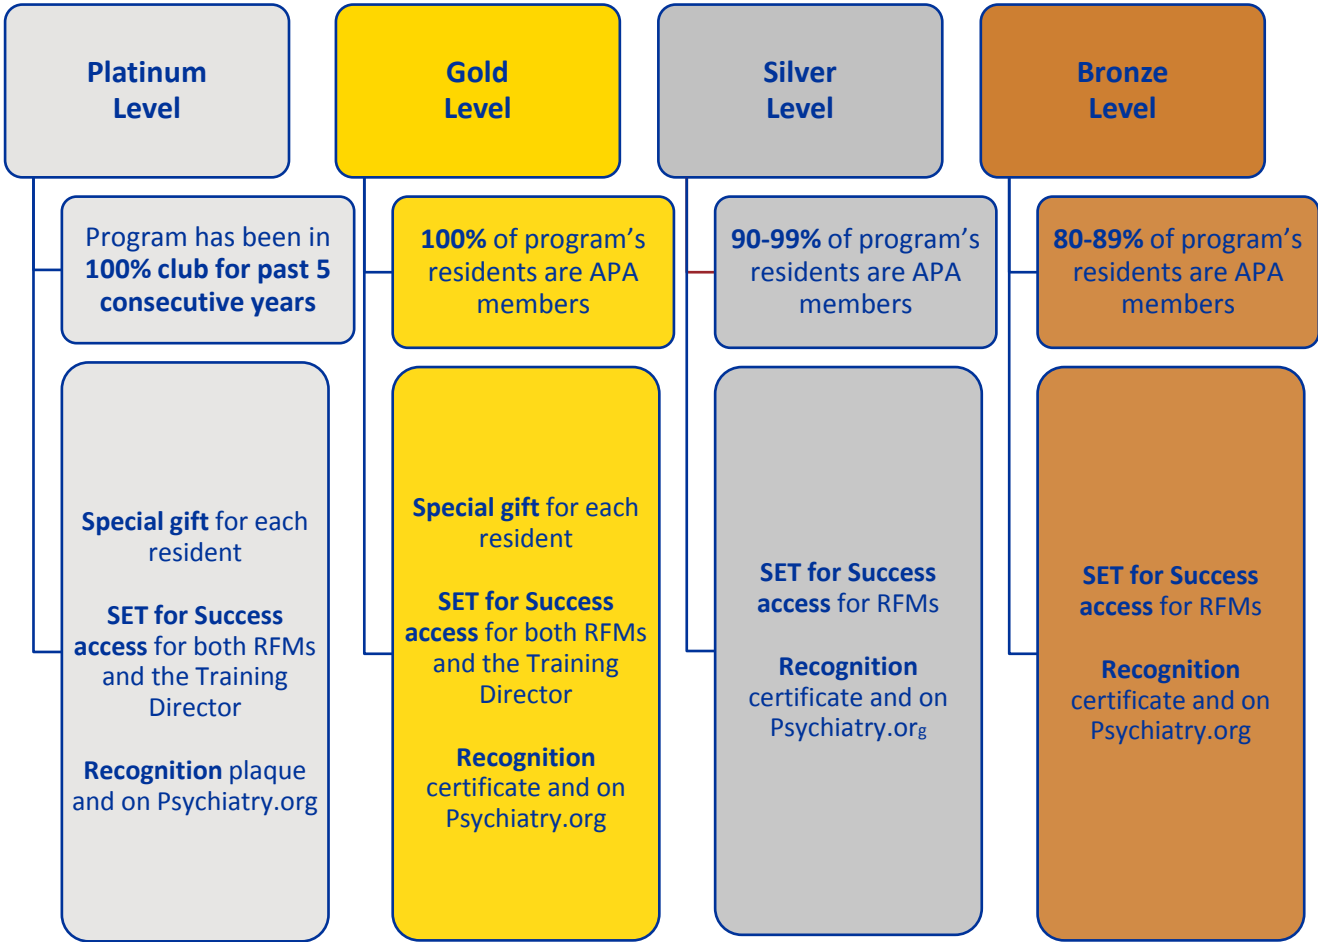 Platinum
Level
Program has been in
100% club for past 5
consecutive years
Special gift for each
resident
SET for Success
access for both RFMs
and the Training
Director
Recognition plaque
and on Psychiatry.org
Gold
Level
100% of program’s
residents are APA
members
Special gift for each
resident
SET for Success
access for both RFMs
and the Training
Director
Recognition
certificate and on
Psychiatry.org
Silver
Level
90-99% of program’s
residents are APA
members
SET for Success
access for RFMs
Recognition
certificate and on
Psychiatry.org
Bronze
Level
80-89% of program’s
residents are APA
members
SET for Success
access for RFMs
Recognition
certificate and on
Psychiatry.org